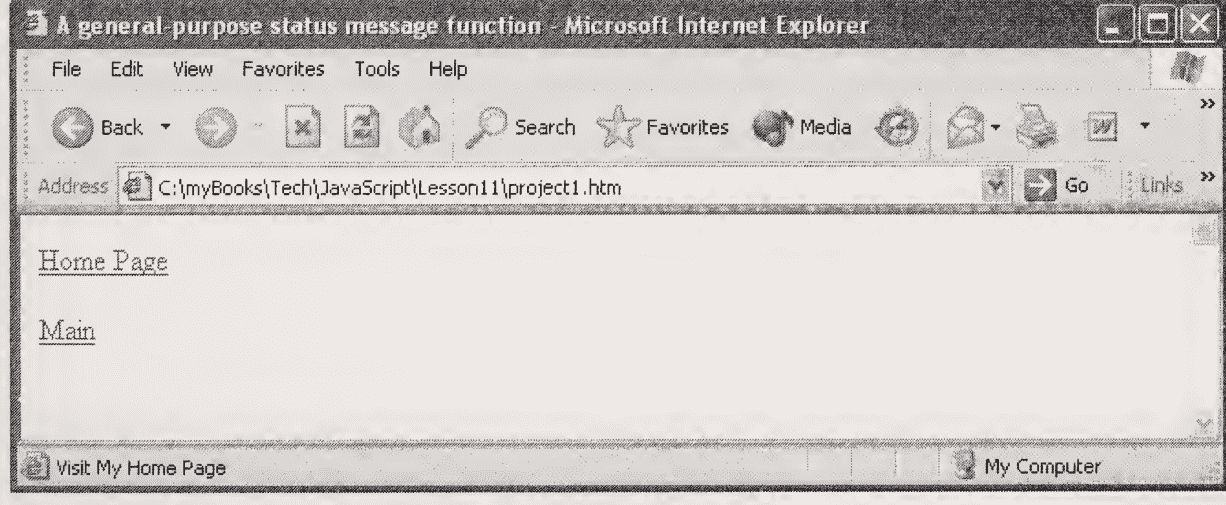 A general-purpose status message function - Microsoft Internet Explorer
File Edit View Favorites Tools Help
Back Search Favorites Media W
Address C:\myBooks\Tech\JavaScript\Lesson11\project1.htm Go Links
Home Page
Main
Visit My Home Page My Computer